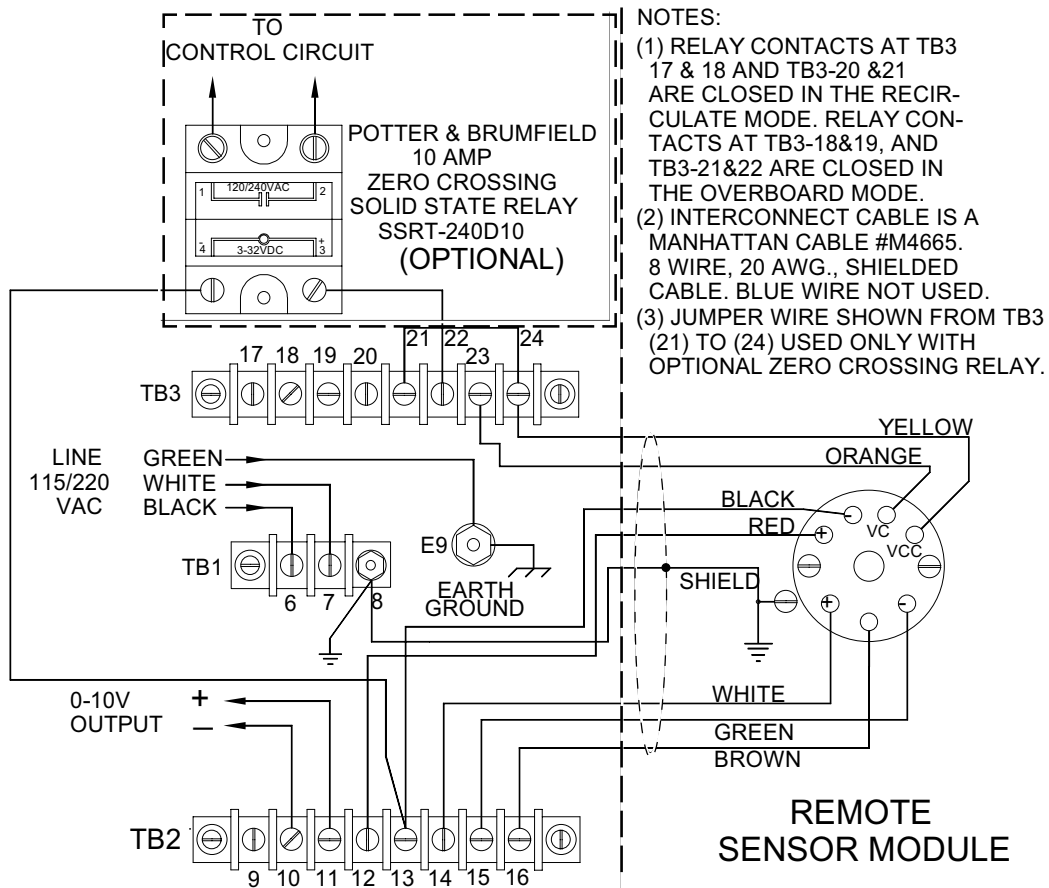 TO
CONTROL CIRCUIT
POTTER & BRUMFIELD
10 AMP
ZERO CROSSING
SOLID STATE RELAY
SSRT-240D10
(OPTIONAL)
1 120/240VAC 2
- +
4 3-32VDC 3
NOTES:
(1) RELAY CONTACTS AT TB3
17 & 18 AND TB3-20 &21
ARE CLOSED IN THE RECIR-
CULATE MODE. RELAY CON-
TACTS AT TB3-18&19, AND
TB3-21&22 ARE CLOSED IN
THE OVERBOARD MODE.
(2) INTERCONNECT CABLE IS A
MANHATTAN CABLE #M4665.
8 WIRE, 20 AWG., SHIELDED
CABLE. BLUE WIRE NOT USED.
(3) JUMPER WIRE SHOWN FROM TB3
(21) TO (24) USED ONLY WITH
OPTIONAL ZERO CROSSING RELAY.
17 18 19 20 21 22 23 24
TB3
LINE
115/220
VAC
GREEN
WHITE
BLACK
E9
EARTH
GROUND
TB1
6 7 8
YELLOW
ORANGE
BLACK
RED
VC
VCC
+
SHIELD
+ -
WHITE
GREEN
BROWN
0-10V
OUTPUT
+
–
TB2
9 10 11 12 13 14 15 16
REMOTE
SENSOR MODULE